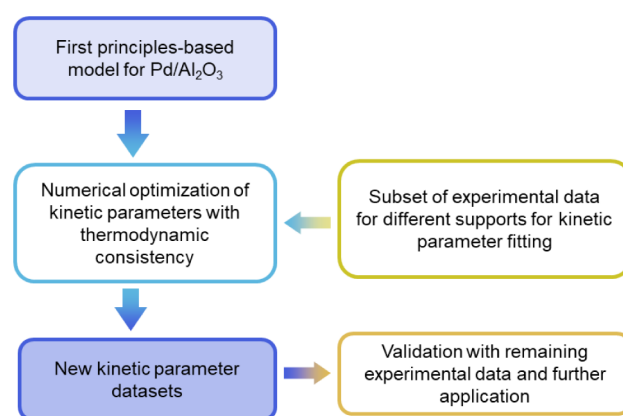 First principles-based
model for Pd/Al₂O₃
Numerical optimization of
kinetic parameters with
thermodynamic
consistency
Subset of experimental data
for different supports for kinetic
parameter fitting
New kinetic parameter
datasets
Validation with remaining
experimental data and further
application